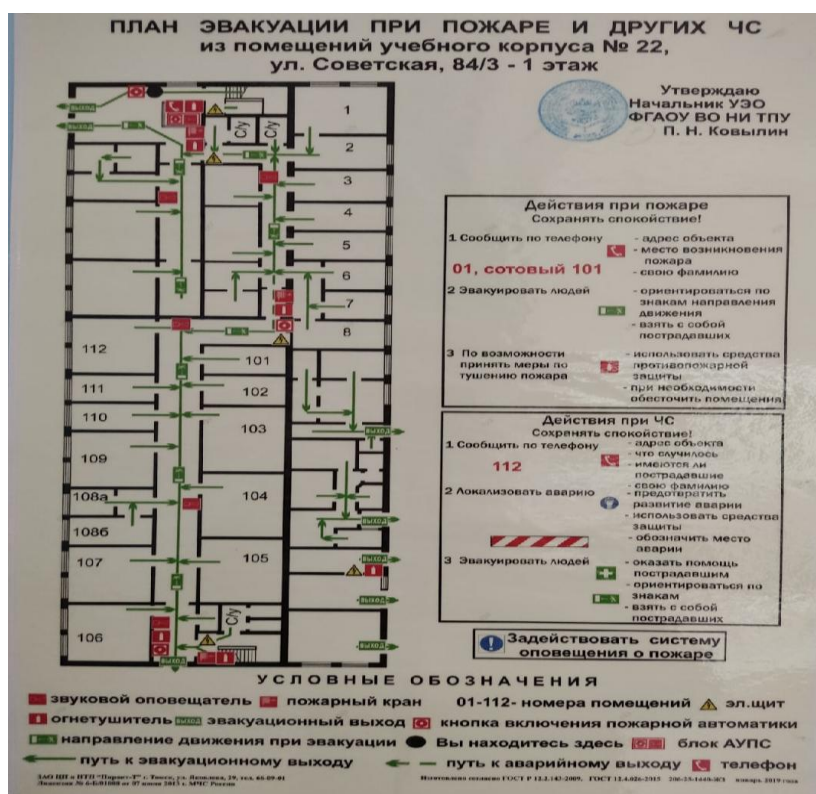 ПЛАН ЭВАКУАЦИИ ПРИ ПОЖАРЕ И ДРУГИХ ЧС
из помещений учебного корпуса № 22,
ул. Советская, 84/3 - 1 этаж
Утверждаю
Начальник УЭО
ФГАОУ ВО НИ ТПУ
П. Н. Ковылин
ВЫХОД
ВЫХОД
С/у
С/у
1
2
3
4
5
6
7
8
112
101
111
102
110
103
109
108а
104
108б
107
105
106
С/у
ВЫХОД
ВЫХОД
ВЫХОД
ВЫХОД
ВЫХОД
ВЫХОД
Действия при пожаре
Сохранять спокойствие!
1 Сообщить по телефону
- адрес объекта
- место возникновения
пожара
- свою фамилию
01, сотовый 101
2 Эвакуировать людей
- ориентироваться по
знакам направления
движения
- взять с собой
пострадавших
3 По возможности
принять меры по
тушению пожара
- использовать средства
противопожарной
защиты
- при необходимости
обесточить помещения
Действия при ЧС
Сохранять спокойствие!
1 Сообщить по телефону
112
- адрес объекта
- что случилось
- имеются ли
пострадавшие
- свою фамилию
2 Локализовать аварию
- предотвратить
развитие аварии
- использовать средства
защиты
- обозначить место
аварии
3 Эвакуировать людей
- оказать помощь
пострадавшим
- ориентироваться по
знакам
- взять с собой
пострадавших
Задействовать систему
оповещения о пожаре
УСЛОВНЫЕ ОБОЗНАЧЕНИЯ
звуковой оповещатель пожарный кран 01-112- номера помещений эл.щит
огнетушитель ВЫХОД эвакуационный выход кнопка включения пожарной автоматики
направление движения при эвакуации Вы находитесь здесь блок АУПС
путь к эвакуационному выходу путь к аварийному выходу телефон